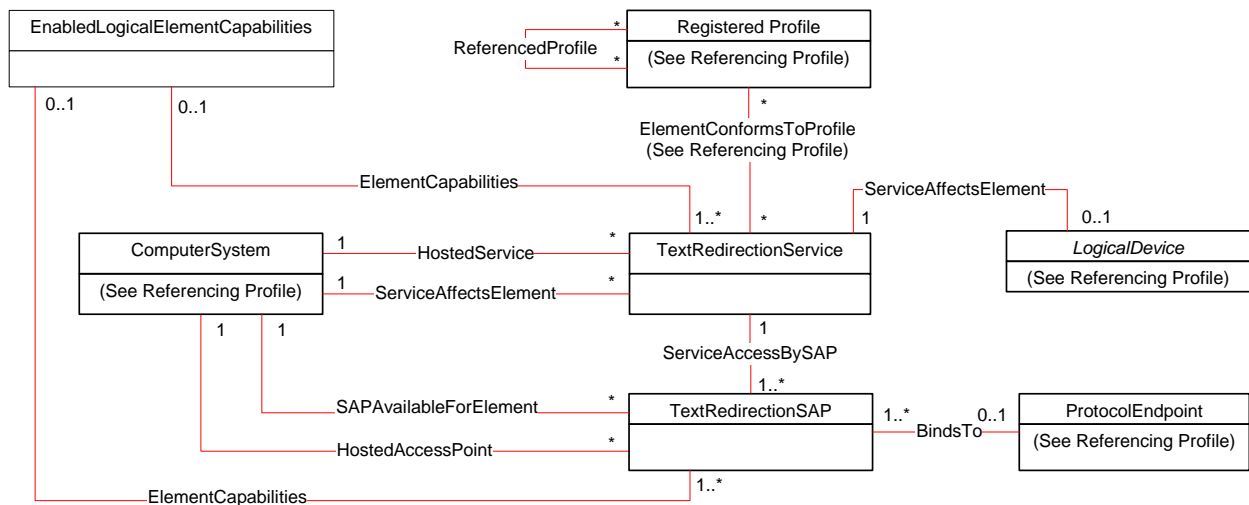 EnabledLogicalElementCapabilities
0..1
0..1
Registered Profile
(See Referencing Profile)
*
*
ReferencedProfile
*
ElementConformsToProfile
(See Referencing Profile)
*
ElementCapabilities
1..*
ServiceAffectsElement
1
0..1
ComputerSystem
(See Referencing Profile)
1
HostedService
*
1
ServiceAffectsElement
*
TextRedirectionService
LogicalDevice
(See Referencing Profile)
1
1
1
ServiceAccessBySAP
1..*
SAPAvailableForElement
*
HostedAccessPoint
*
TextRedirectionSAP
1..*
BindsTo
0..1
ProtocolEndpoint
(See Referencing Profile)
ElementCapabilities
1..*